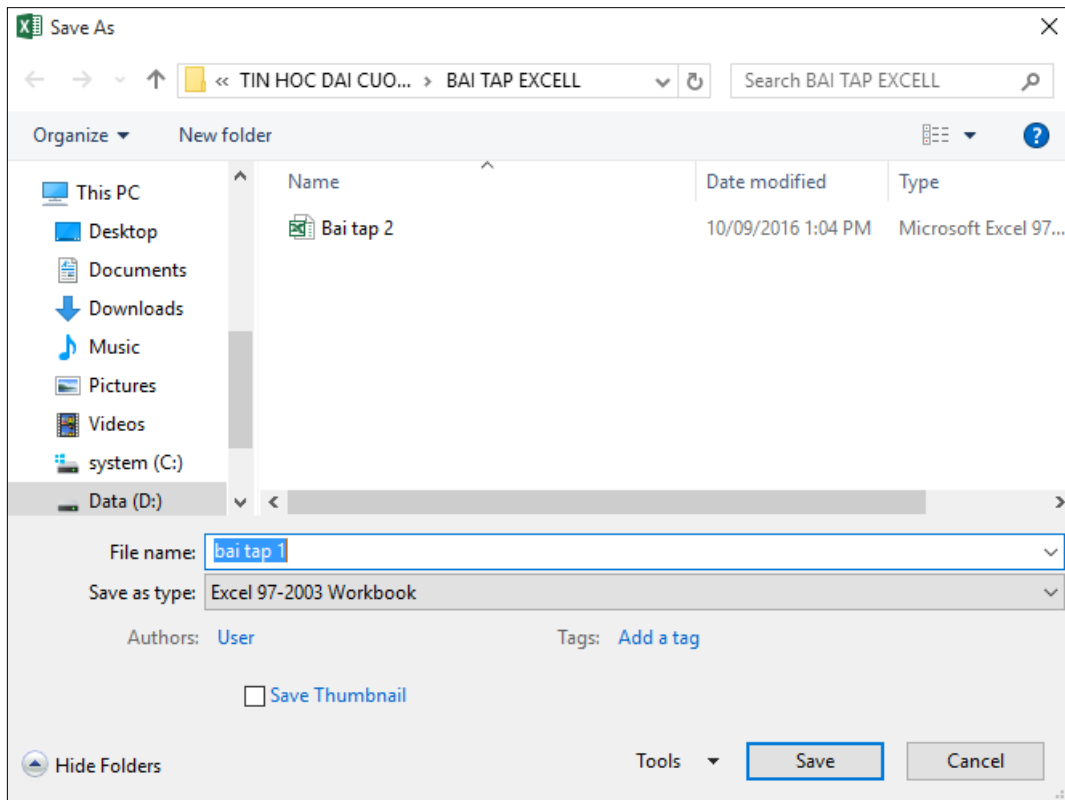 Save As
« TIN HOC DAI CUO... › BAI TAP EXCELL
Search BAI TAP EXCELL
Organize
New folder
?
This PC
Desktop
Documents
Downloads
Music
Pictures
Videos
system (C:)
Data (D:)
Name Date modified Type
Bai tap 2 10/09/2016 1:04 PM Microsoft Excel 97...
File name: bai tap 1
Save as type: Excel 97-2003 Workbook
Authors: User Tags: Add a tag
Save Thumbnail
Hide Folders Tools Save Cancel